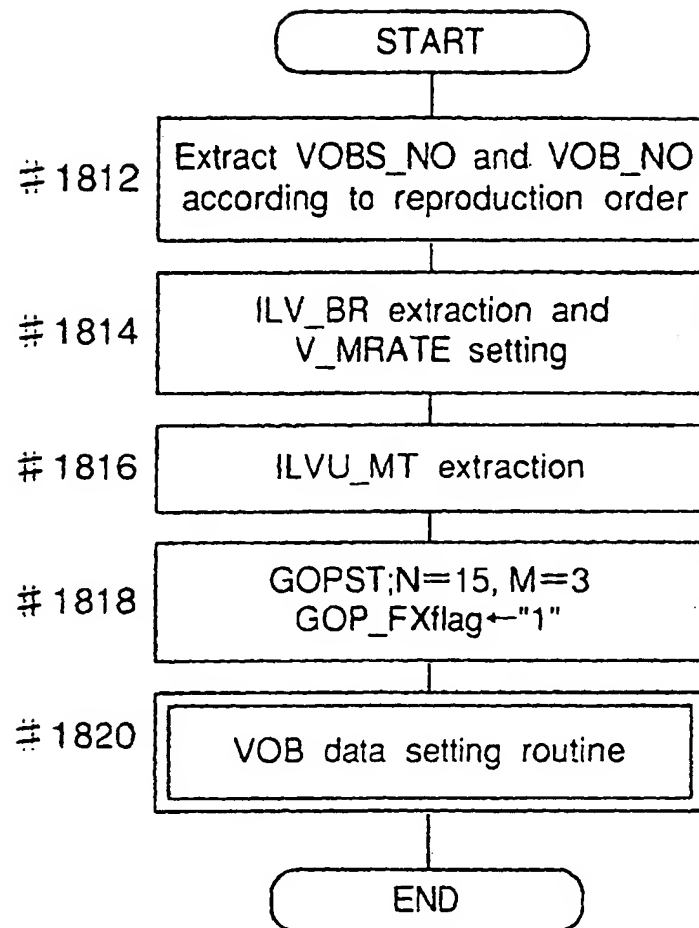 START
#1812
Extract VOBS_NO and VOB_NO
according to reproduction order
#1814
ILV_BR extraction and
V_MRATE setting
#1816
ILVU_MT extraction
#1818
GOPST;N=15, M=3
GOP_FXflag←"1"
#1820
VOB data setting routine
END